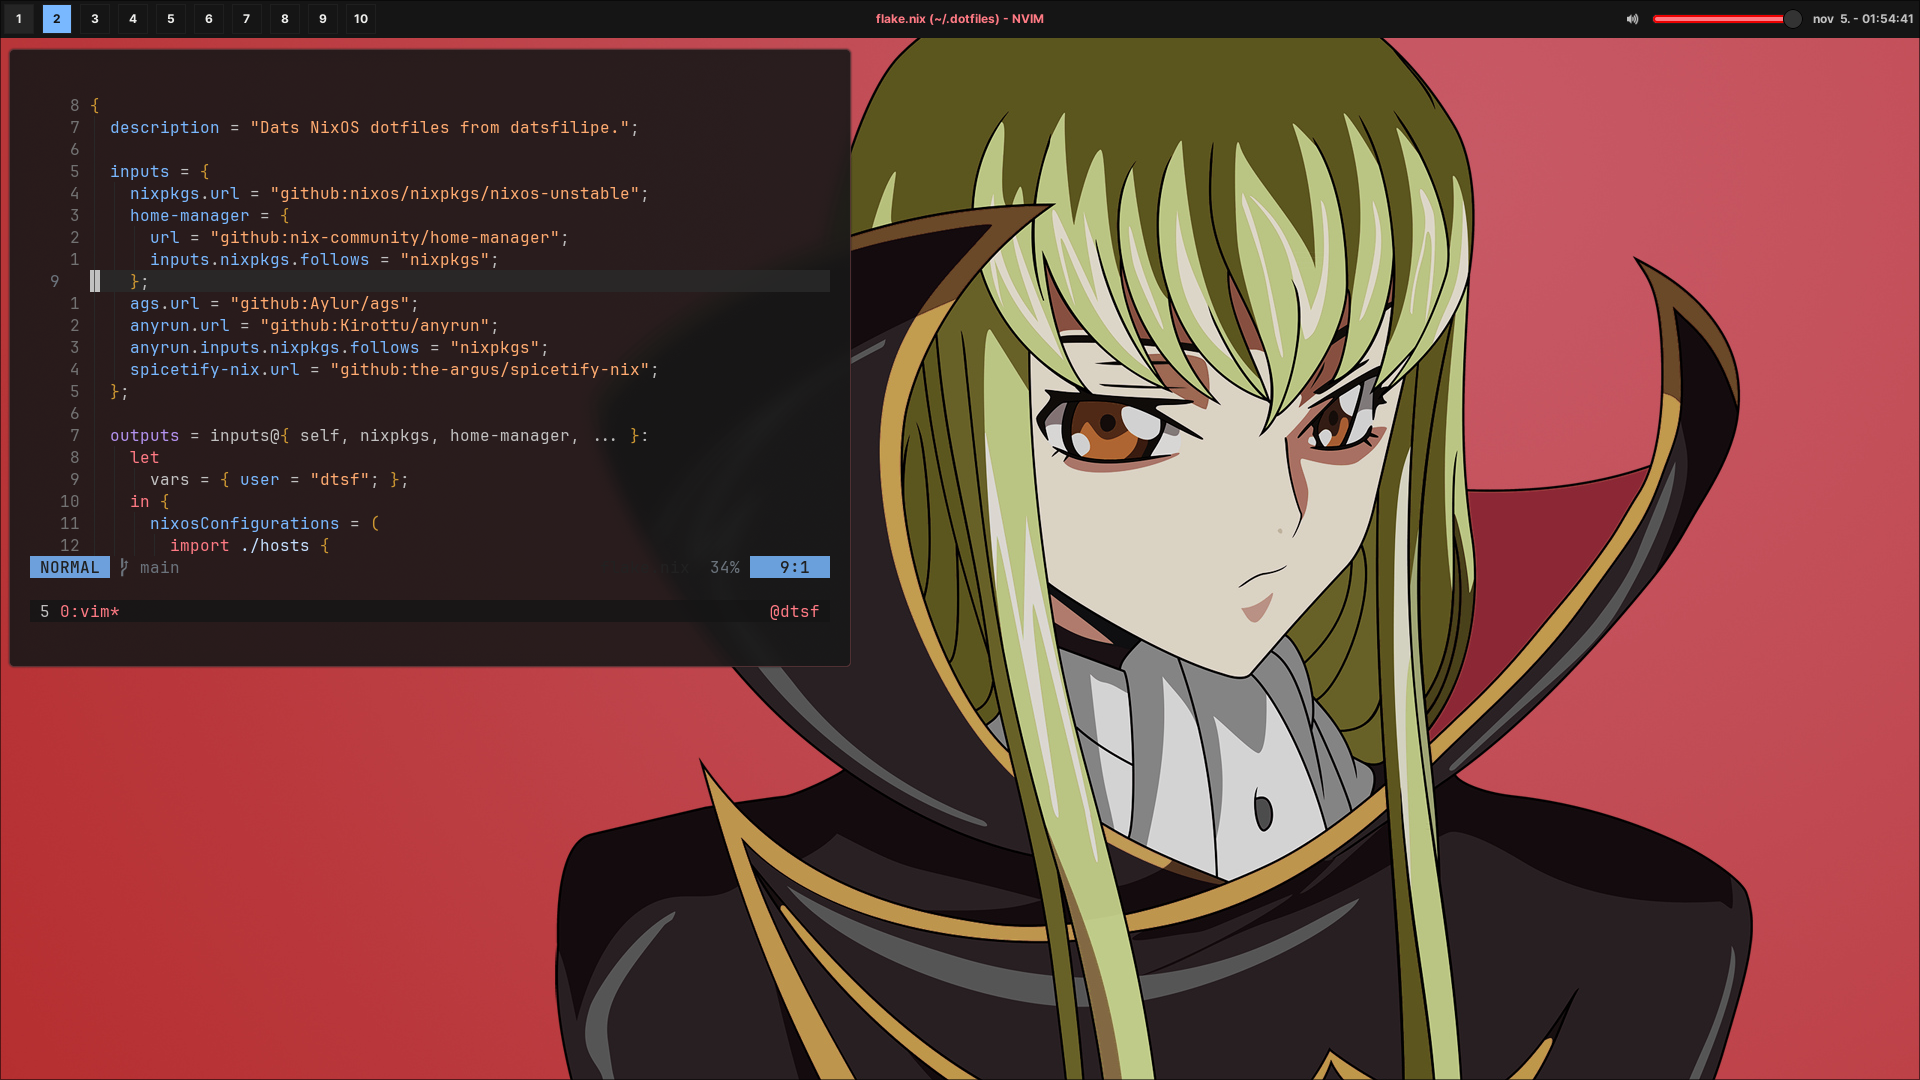 1 2 3 4 5 6 7 8 9 10 flake.nix (~/.dotfiles) - NVIM nov 5. - 01:54:41
8 {
7 description = "Dats NixOS dotfiles from datsfilipe.";
6
5 inputs = {
4 nixpkgs.url = "github:nixos/nixpkgs/nixos-unstable";
3 home-manager = {
2 url = "github:nix-community/home-manager";
1 inputs.nixpkgs.follows = "nixpkgs";
9 };
1 ags.url = "github:Aylur/ags";
2 anyrun.url = "github:Kirottu/anyrun";
3 anyrun.inputs.nixpkgs.follows = "nixpkgs";
4 spicetify-nix.url = "github:the-argus/spicetify-nix";
5 };
6
7 outputs = inputs@{ self, nixpkgs, home-manager, ... }:
8 let
9 vars = { user = "dtsf"; };
10 in {
11 nixosConfigurations = (
12 import ./hosts {
NORMAL main nix 34% 9:1
5 0:vim* @dtsf